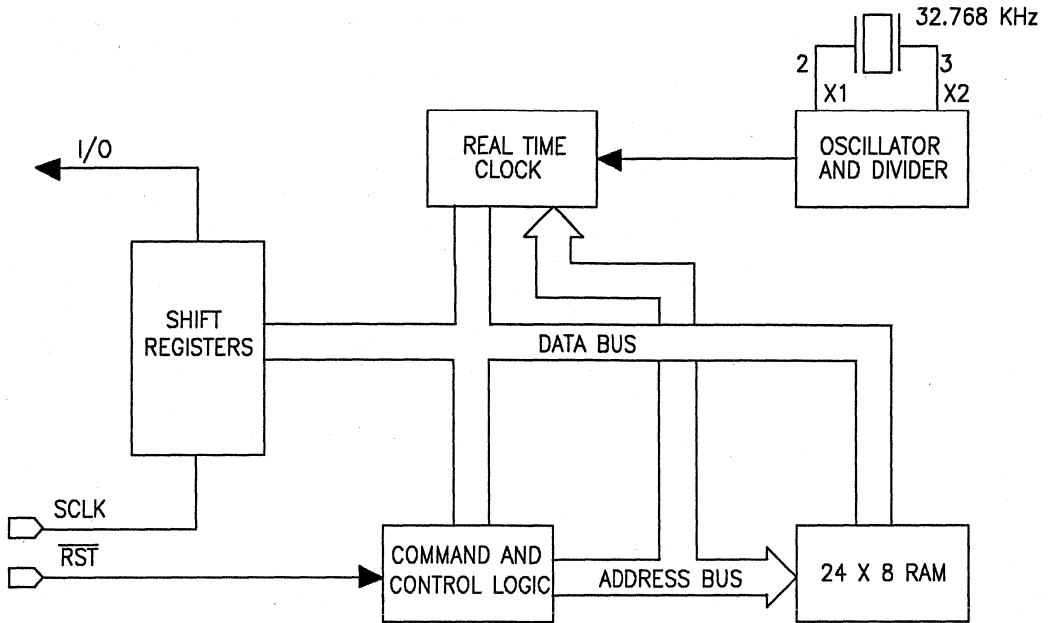 32.768 KHz
2
3
X1
X2
I/O
REAL TIME
CLOCK
OSCILLATOR
AND DIVIDER
SHIFT
REGISTERS
DATA BUS
SCLK
R̅S̅T̅
COMMAND AND
CONTROL LOGIC
ADDRESS BUS
24 X 8 RAM